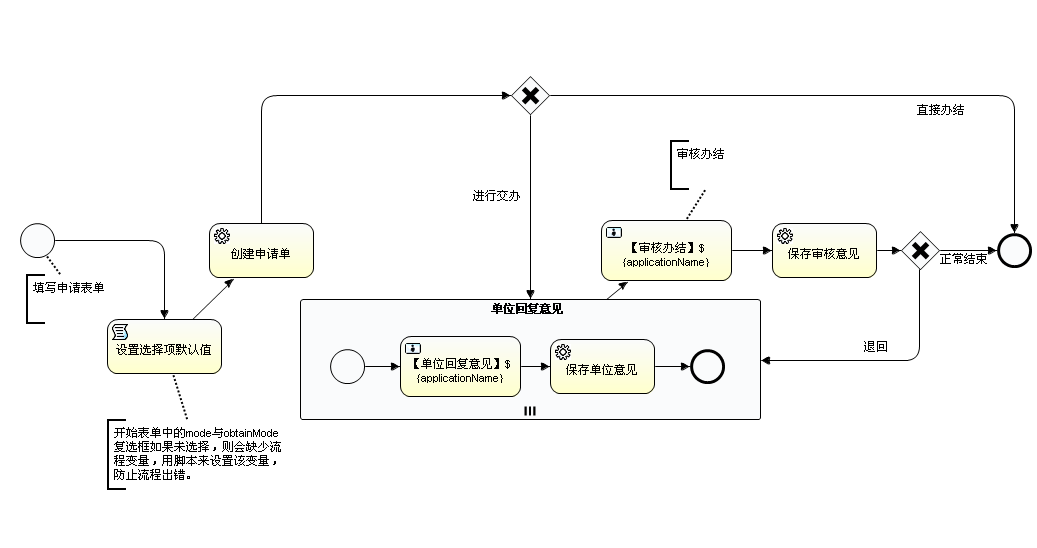 直接办结
审核办结
进行交办
【审核办结】$
{applicationName}
创建申请单
保存审核意见
正常结束
填写申请表单
单位回复意见
设置选择项默认值
退回
【单位回复意见】$
{applicationName}
保存单位意见
开始表单中的mode与obtainMode
复选框如果未选择，则会缺少流
程变量，用脚本来设置该变量，
防止流程出错。